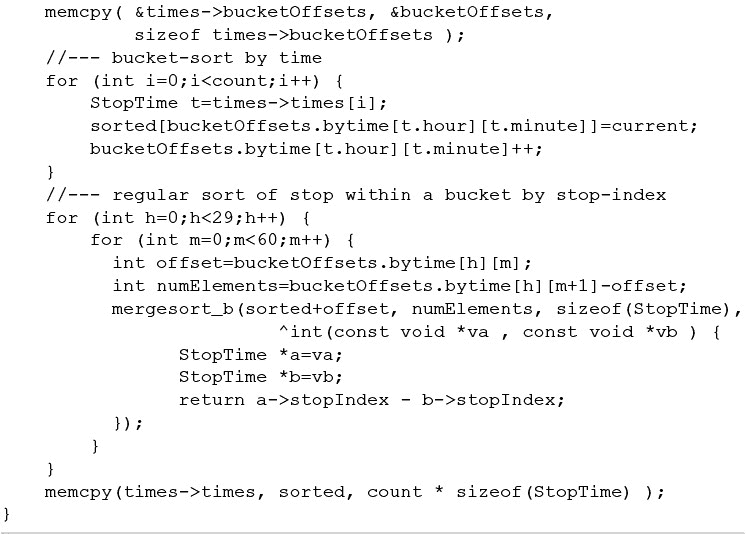 memcpy( &times->bucketOffsets, &bucketOffsets,
        sizeof times->bucketOffsets );
//--- bucket-sort by time
for (int i=0;i<count;i++) {
    StopTime t=times->times[i];
    sorted[bucketOffsets.bytime[t.hour][t.minute]]=current;
    bucketOffsets.bytime[t.hour][t.minute]++;
}
//--- regular sort of stop within a bucket by stop-index
for (int h=0;h<29;h++) {
    for (int m=0;m<60;m++) {
      int offset=bucketOffsets.bytime[h][m];
      int numElements=bucketOffsets.bytime[h][m+1]-offset;
      mergesort_b(sorted+offset, numElements, sizeof(StopTime),
                    ^int(const void *va , const void *vb ) {
            StopTime *a=va;
            StopTime *b=vb;
            return a->stopIndex - b->stopIndex;
      });
    }
}
memcpy(times->times, sorted, count * sizeof(StopTime) );
}